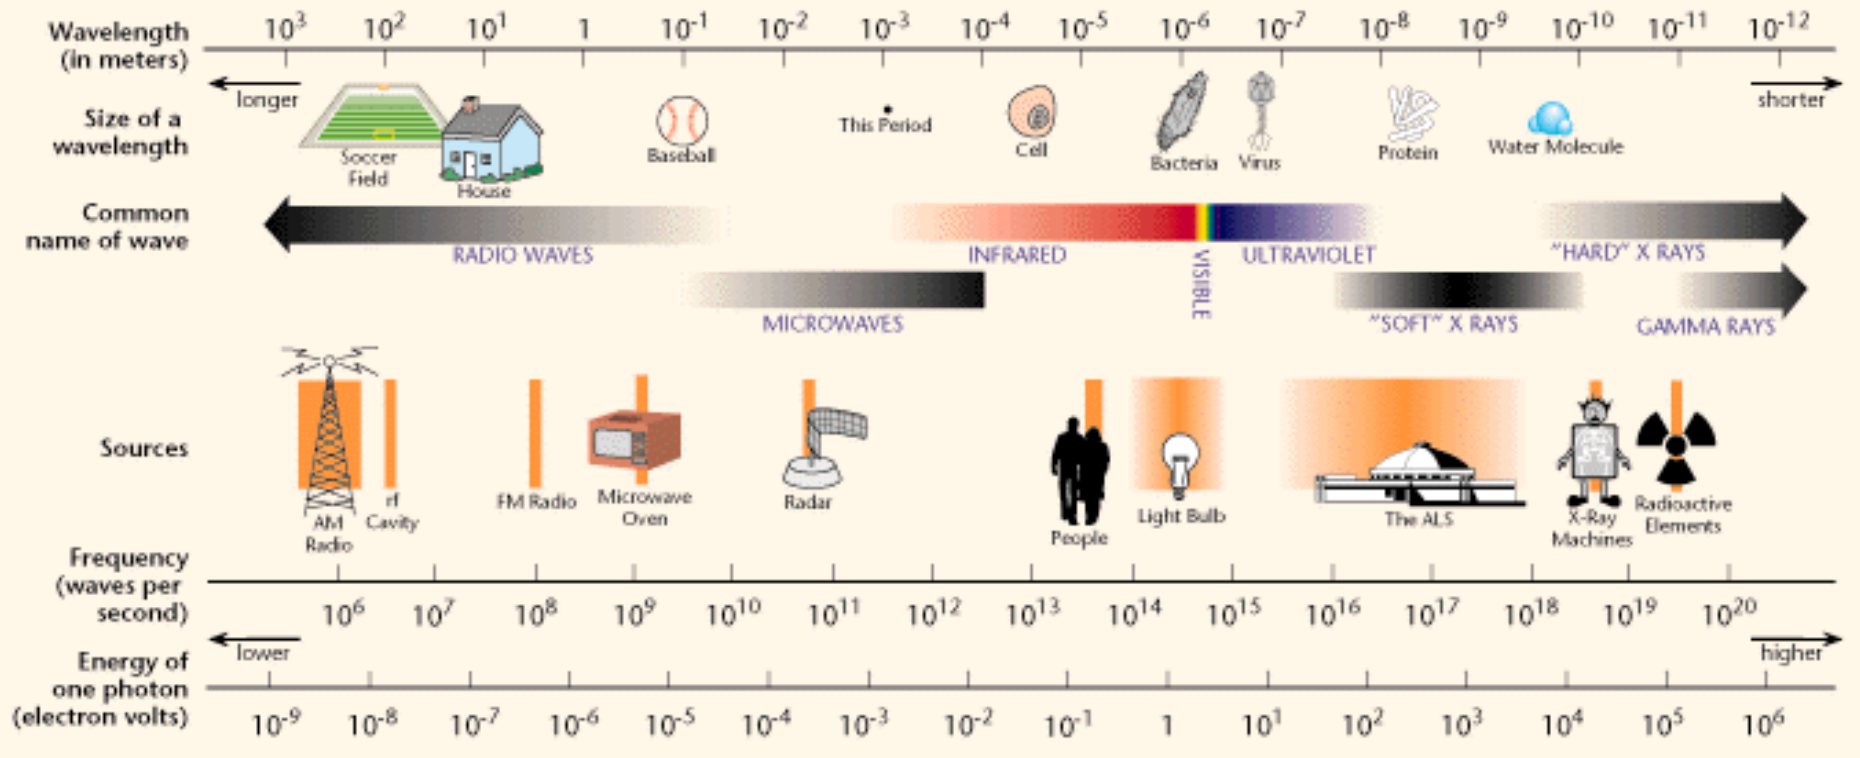 Wavelength
(in meters)
10³ 10² 10¹ 1 10⁻¹ 10⁻² 10⁻³ 10⁻⁴ 10⁻⁵ 10⁻⁶ 10⁻⁷ 10⁻⁸ 10⁻⁹ 10⁻¹⁰ 10⁻¹¹ 10⁻¹²
longer
shorter
Size of a
wavelength
Soccer
Field
House
Baseball
This Period
Cell
Bacteria
Virus
Protein
Water Molecule
Common
name of wave
RADIO WAVES
INFRARED
VISIBLE
ULTRAVIOLET
"HARD" X RAYS
MICROWAVES
"SOFT" X RAYS
GAMMA RAYS
Sources
AM
Radio
rf
Cavity
FM Radio
Microwave
Oven
Radar
People
Light Bulb
The ALS
X-Ray
Machines
Radioactive
Elements
Frequency
(waves per
second)
10⁶ 10⁷ 10⁸ 10⁹ 10¹⁰ 10¹¹ 10¹² 10¹³ 10¹⁴ 10¹⁵ 10¹⁶ 10¹⁷ 10¹⁸ 10¹⁹ 10²⁰
lower
higher
Energy of
one photon
(electron volts)
10⁻⁹ 10⁻⁸ 10⁻⁷ 10⁻⁶ 10⁻⁵ 10⁻⁴ 10⁻³ 10⁻² 10⁻¹ 1 10¹ 10² 10³ 10⁴ 10⁵ 10⁶